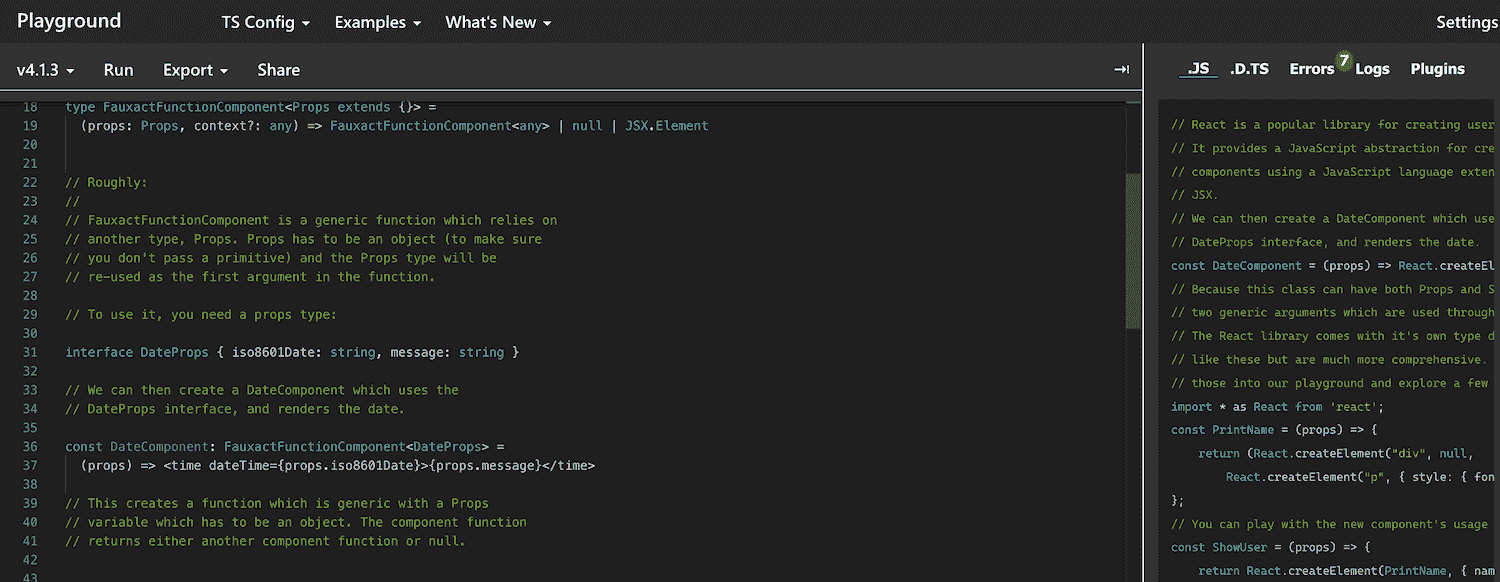 Playground TS Config Examples What's New Settings
v4.1.3 Run Export Share .JS .D.TS Errors 7 Logs Plugins
18 type FauxactFunctionComponent<Props extends {}> =
19 (props: Props, context?: any) => FauxactFunctionComponent<any> | null | JSX.Element
20
21
22 // Roughly:
23 //
24 // FauxactFunctionComponent is a generic function which relies on
25 // another type, Props. Props has to be an object (to make sure
26 // you don't pass a primitive) and the Props type will be
27 // re-used as the first argument in the function.
28
29 // To use it, you need a props type:
30
31 interface DateProps { iso8601Date: string, message: string }
32
33 // We can then create a DateComponent which uses the
34 // DateProps interface, and renders the date.
35
36 const DateComponent: FauxactFunctionComponent<DateProps> =
37 (props) => <time dateTime={props.iso8601Date}>{props.message}</time>
38
39 // This creates a function which is generic with a Props
40 // variable which has to be an object. The component function
41 // returns either another component function or null.
42
43
// React is a popular library for creating user
// It provides a JavaScript abstraction for cre
// components using a JavaScript language exten
// JSX.
// We can then create a DateComponent which use
// DateProps interface, and renders the date.
const DateComponent = (props) => React.createEl
// Because this class can have both Props and S
// two generic arguments which are used through
// The React library comes with it's own type d
// like these but are much more comprehensive.
// those into our playground and explore a few
import * as React from 'react';
const PrintName = (props) => {
return (React.createElement("div", null,
React.createElement("p", { style: { fon
};
// You can play with the new component's usage
const ShowUser = (props) => {
return React.createElement(PrintName, { nam